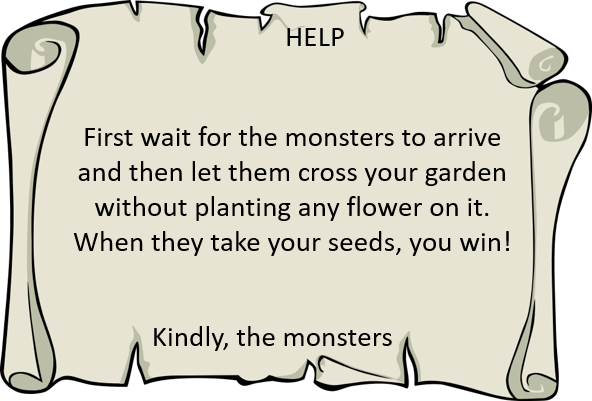 HELP
First wait for the monsters to arrive
and then let them cross your garden
without planting any flower on it.
When they take your seeds, you win!
Kindly, the monsters